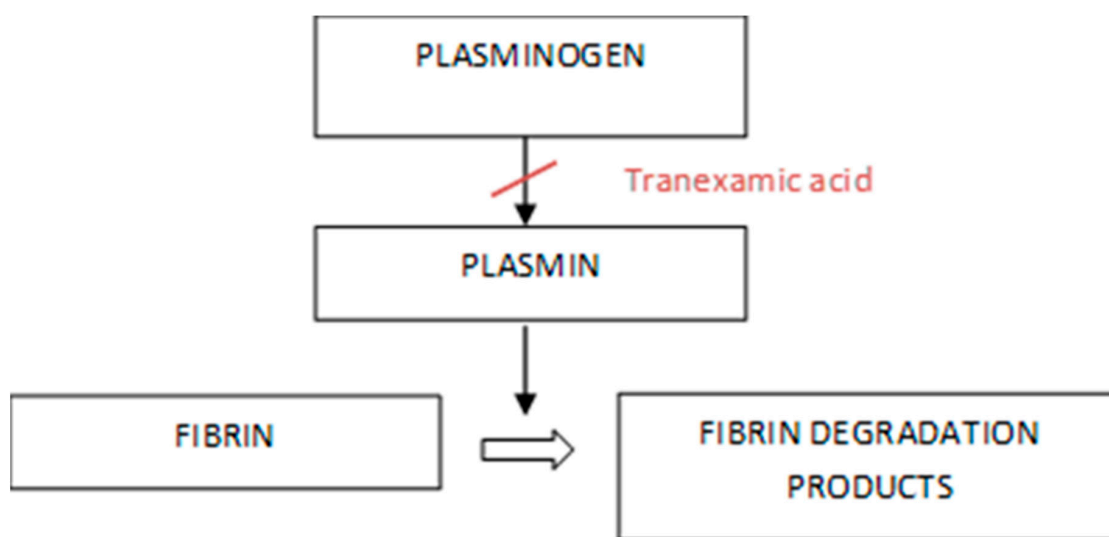 PLASMINOGEN
Tranexamic acid
PLASMIN
FIBRIN
FIBRIN DEGRADATION
PRODUCTS